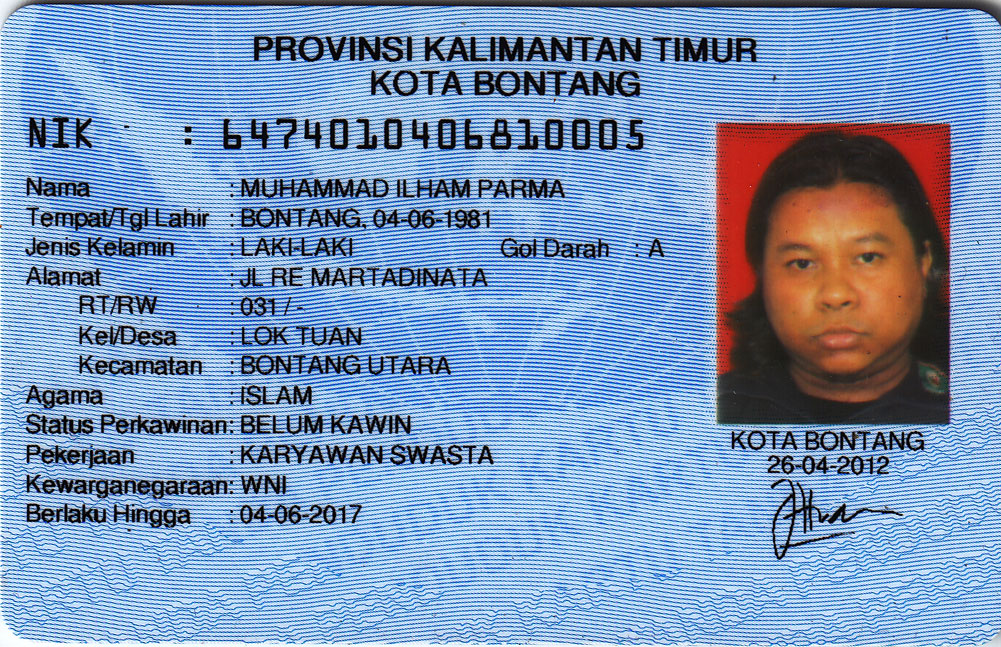 PROVINSI KALIMANTAN TIMUR
KOTA BONTANG
NIK : 6474010406810005
Nama : MUHAMMAD ILHAM PARMA
Tempat/Tgl Lahir : BONTANG, 04-06-1981
Jenis Kelamin : LAKI-LAKI Gol Darah : A
Alamat : JL RE MARTADINATA
RT/RW : 031 / -
Kel/Desa : LOK TUAN
Kecamatan : BONTANG UTARA
Agama : ISLAM
Status Perkawinan: BELUM KAWIN
Pekerjaan : KARYAWAN SWASTA
Kewarganegaraan: WNI
Berlaku Hingga : 04-06-2017
KOTA BONTANG
26-04-2012